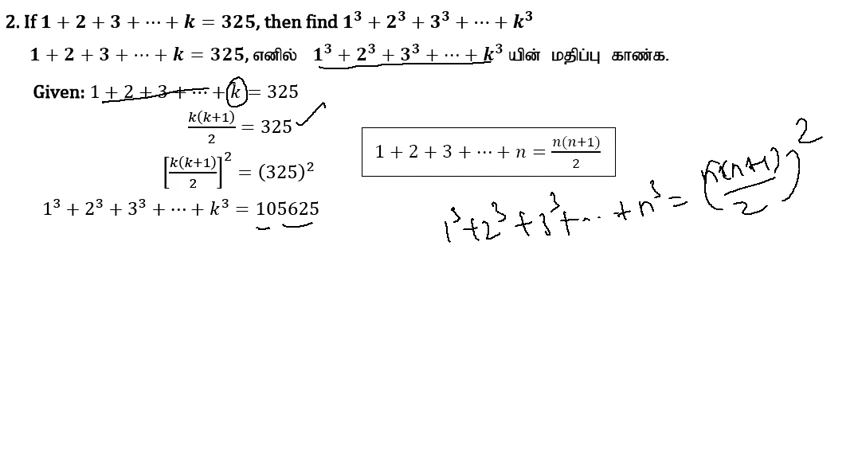 2. If 1 + 2 + 3 + ⋯ + k = 325, then find 1³ + 2³ + 3³ + ⋯ + k³
1 + 2 + 3 + ⋯ + k = 325, எனில் 1³ + 2³ + 3³ + ⋯ + k³ யின் மதிப்பு காண்க.
Given: 1 + 2 + 3 + ⋯ + k = 325
k(k+1)/2 = 325
[k(k+1)/2]² = (325)²
1 + 2 + 3 + ⋯ + n = n(n+1)/2
1³ + 2³ + 3³ + ⋯ + k³ = 105625
1³ + 2³ + 3³ + ... + n³ = (n(n+1)/2)²